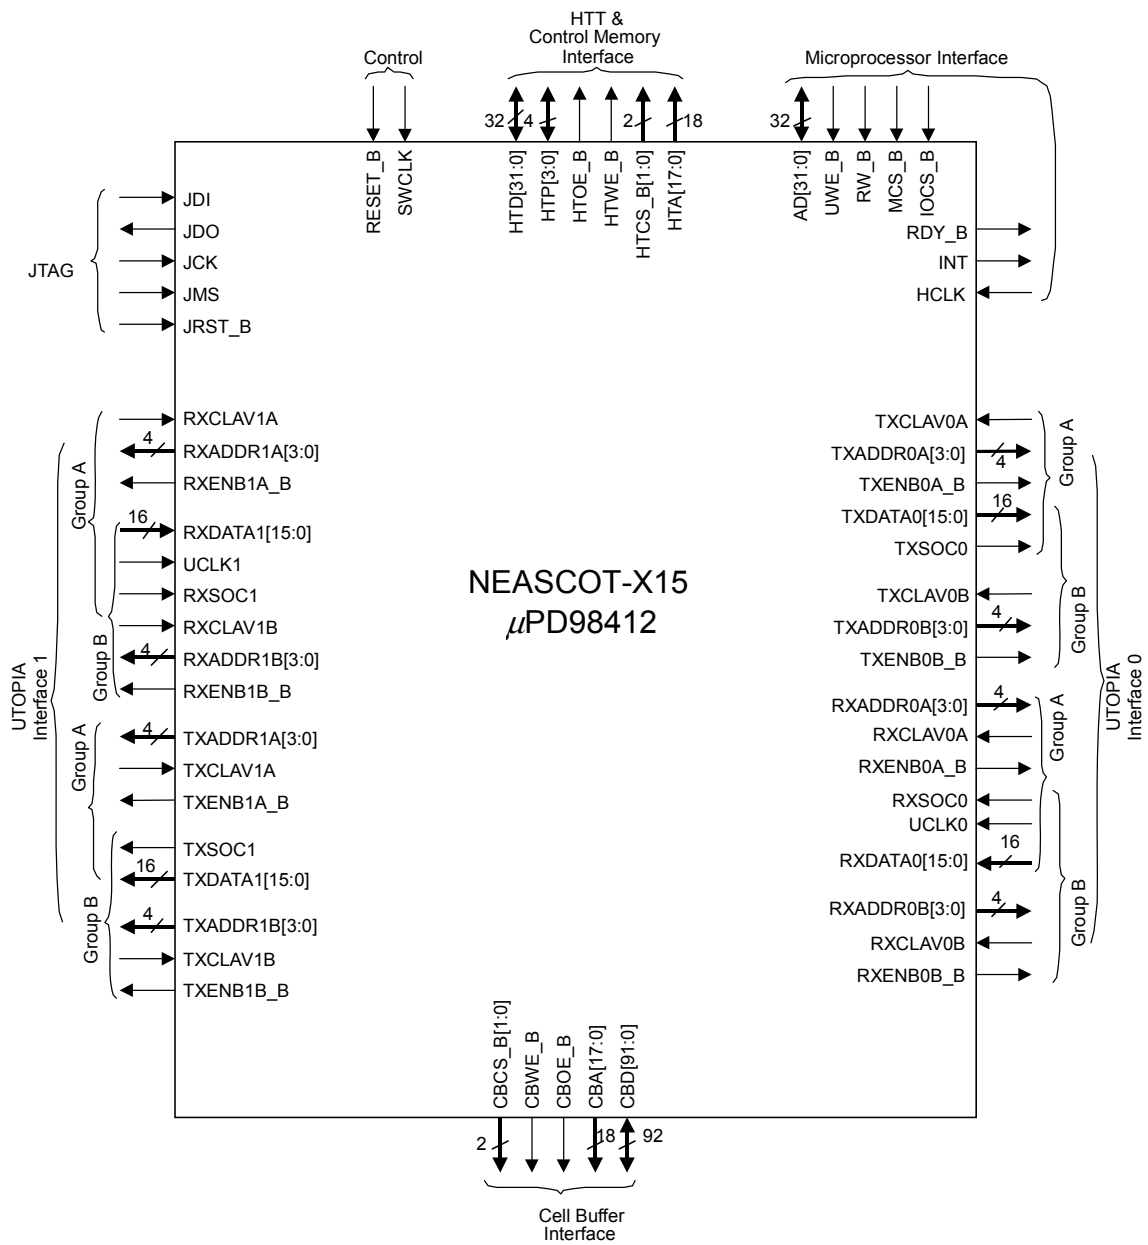 HTT &
Control Memory
Interface
Control
Microprocessor Interface
32
4
2
18
32
RESET_B
SWCLK
HTD[31:0]
HTP[3:0]
HTOE_B
HTWE_B
HTCS_B[1:0]
HTA[17:0]
AD[31:0]
UWE_B
RW_B
MCS_B
IOCS_B
JTAG
JDI
JDO
JCK
JMS
JRST_B
RDY_B
INT
HCLK
UTOPIA
Interface 1
Group A
Group B
RXCLAV1A
4
RXADDR1A[3:0]
RXENB1A_B
16
RXDATA1[15:0]
UCLK1
RXSOC1
RXCLAV1B
4
RXADDR1B[3:0]
RXENB1B_B
Group A
Group B
4
TXADDR1A[3:0]
TXCLAV1A
TXENB1A_B
TXSOC1
16
TXDATA1[15:0]
4
TXADDR1B[3:0]
TXCLAV1B
TXENB1B_B
NEASCOT-X15
µPD98412
TXCLAV0A
TXADDR0A[3:0]
4
TXENB0A_B
TXDATA0[15:0]
16
TXSOC0
TXCLAV0B
TXADDR0B[3:0]
4
TXENB0B_B
Group A
Group B
RXADDR0A[3:0]
4
RXCLAV0A
RXENB0A_B
RXSOC0
UCLK0
RXDATA0[15:0]
16
RXADDR0B[3:0]
4
RXCLAV0B
RXENB0B_B
Group A
Group B
UTOPIA
Interface 0
CBCS_B[1:0]
CBWE_B
CBOE_B
CBA[17:0]
CBD[91:0]
2
18
92
Cell Buffer
Interface